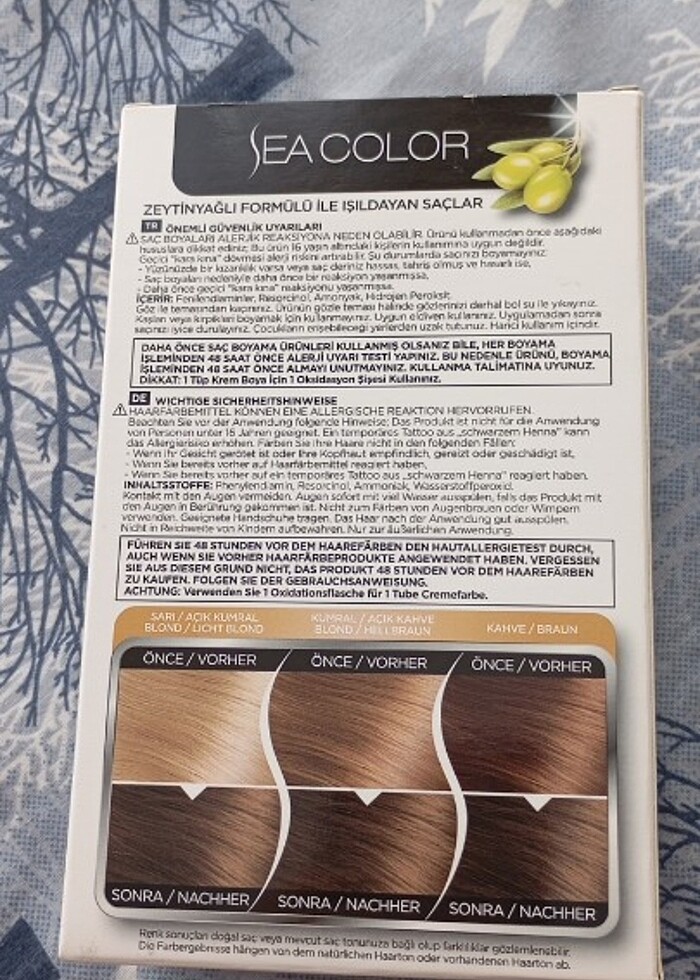 SEA COLOR
ZEYTİNYAĞLI FORMÜLÜ İLE IŞILDAYAN SAÇLAR
TR ÖNEMLİ GÜVENLİK UYARILARI
SAÇ BOYALARI ALERJİK REAKSİYONA NEDEN OLABİLİR. Ürünü kullanmadan önce aşağıdaki
hususlara dikkat ediniz; Bu ürün 16 yaşın altındaki kişilerin kullanımına uygun değildir.
Geçici "kara kına" dövmesi alerji riskini artırabilir. Şu durumlarda saçınızı boyamayınız:
- Yüzünüzde bir kızarıklık varsa veya saç deriniz hassas, tahriş olmuş ve hasarlı ise,
- Saç boyaları nedeniyle daha önce bir reaksiyon yaşanmışsa,
- Daha önce geçici "kara kına" reaksiyonu yaşanmışsa.
İÇERİR: Fenilendiaminler, Resorcinol, Amonyak, Hidrojen Peroksit.
Göz ile temasından kaçınınız. Ürünün gözle teması halinde gözlerinizi derhal bol su ile yıkayınız.
Kaşları veya kirpikleri boyamak için kullanmayınız. Uygun eldiven kullanınız. Uygulamadan sonra
saçınızı iyice durulayınız. Çocukların erişebileceği yerlerden uzak tutunuz. Harici kullanım içindir.
DAHA ÖNCE SAÇ BOYAMA ÜRÜNLERİ KULLANMIŞ OLSANIZ BİLE, HER BOYAMA
İŞLEMİNDEN 48 SAAT ÖNCE ALERJİ UYARI TESTİ YAPINIZ. BU NEDENLE ÜRÜNÜ, BOYAMA
İŞLEMİNDEN 48 SAAT ÖNCE ALMAYI UNUTMAYINIZ. KULLANMA TALİMATINA UYUNUZ.
DİKKAT: 1 Tüp Krem Boya İçin 1 Oksidasyon Şişesi Kullanınız.
DE WICHTIGE SICHERHEITSHINWEISE
HAARFÄRBEMITTEL KÖNNEN EINE ALLERGISCHE REAKTION HERVORRUFEN.
Beachten Sie vor der Anwendung folgende Hinweise; Das Produkt ist nicht für die Anwendung
von Personen unter 16 Jahren geeignet. Ein temporäres Tattoo aus „schwarzem Henna" kann
das Allergierisiko erhöhen. Färben Sie ihre Haare nicht in den folgenden Fällen:
- Wenn ihr Gesicht gerötet ist oder Ihre Kopfhaut empfindlich, gereizt oder geschädigt ist,
- Wenn Sie bereits vorher auf Haarfärbemittel reagiert haben,
- Wenn Sie bereits vorher auf ein temporäres Tattoo aus „schwarzem Henna" reagiert haben.
INHALTSSTOFFE: Phenylendiamin, Resorcinol, Ammoniak, Wasserstoffperoxid.
Kontakt mit den Augen vermeiden. Augen sofort mit viel Wasser ausspülen, falls das Produkt mit
den Augen in Berührung gekommen ist. Nicht zum Färben von Augenbrauen oder Wimpern
verwenden. Geeignete Handschuhe tragen. Das Haar nach der Anwendung gut ausspülen.
Nicht in Reichweite von Kindern aufbewahren. Nur zur äußerlichen Anwendung.
FÜHREN SIE 48 STUNDEN VOR DEM HAAREFÄRBEN DEN HAUTALLERGIETEST DURCH,
AUCH WENN SIE VORHER HAARFÄRBEPRODUKTE ANGEWENDET HABEN. VERGESSEN
SIE AUS DIESEM GRUND NICHT, DAS PRODUKT 48 STUNDEN VOR DEM HAAREFÄRBEN
ZU KAUFEN. FOLGEN SIE DER GEBRAUCHSANWEISUNG.
ACHTUNG: Verwenden Sie 1 Oxidationsflasche für 1 Tube Cremefarbe.
SARI / AÇIK KUMRAL
BLOND / LICHT BLOND
KUMRAL / AÇIK KAHVE
BLOND / HELLBRAUN
KAHVE / BRAUN
ÖNCE / VORHER
ÖNCE / VORHER
ÖNCE / VORHER
SONRA / NACHHER
SONRA / NACHHER
SONRA / NACHHER
Renk sonuçları doğal saç veya mevcut saç tonunuza bağlı olup farklılıklar gözlemlenebilir.
Die Farbergebnisse hängen von dem natürlichen Haarton oder vorhandenen Haarton ab.